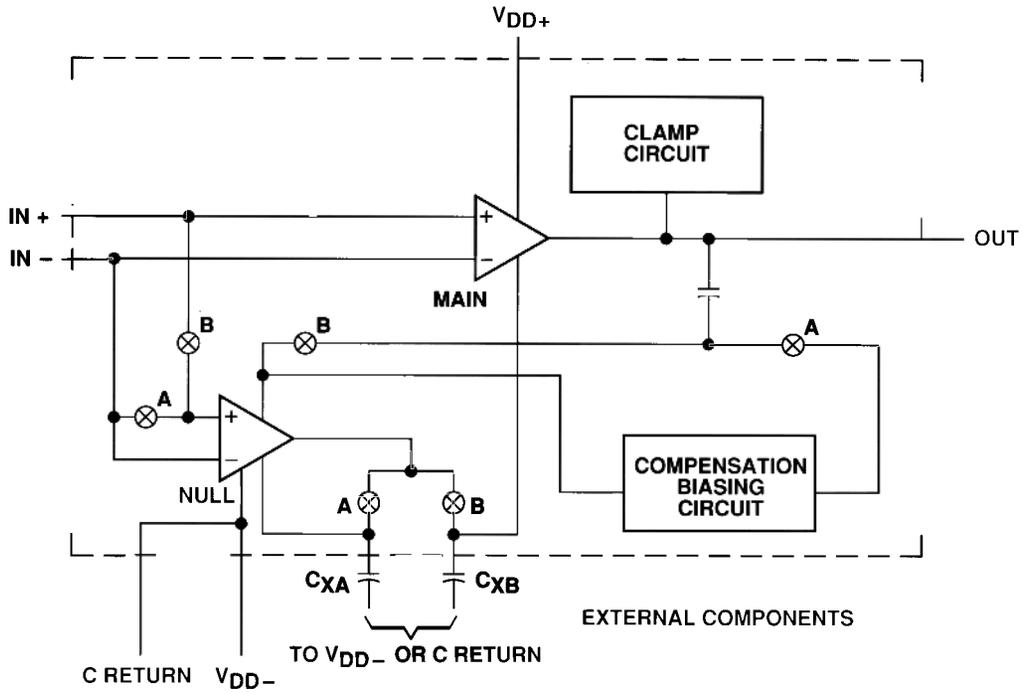 VDD+
CLAMP
CIRCUIT
IN +
+
OUT
IN −
−
MAIN
B
B
A
A
+
−
COMPENSATION
BIASING
CIRCUIT
NULL
A
B
CXA
CXB
EXTERNAL COMPONENTS
TO VDD− OR C RETURN
C RETURN
VDD−